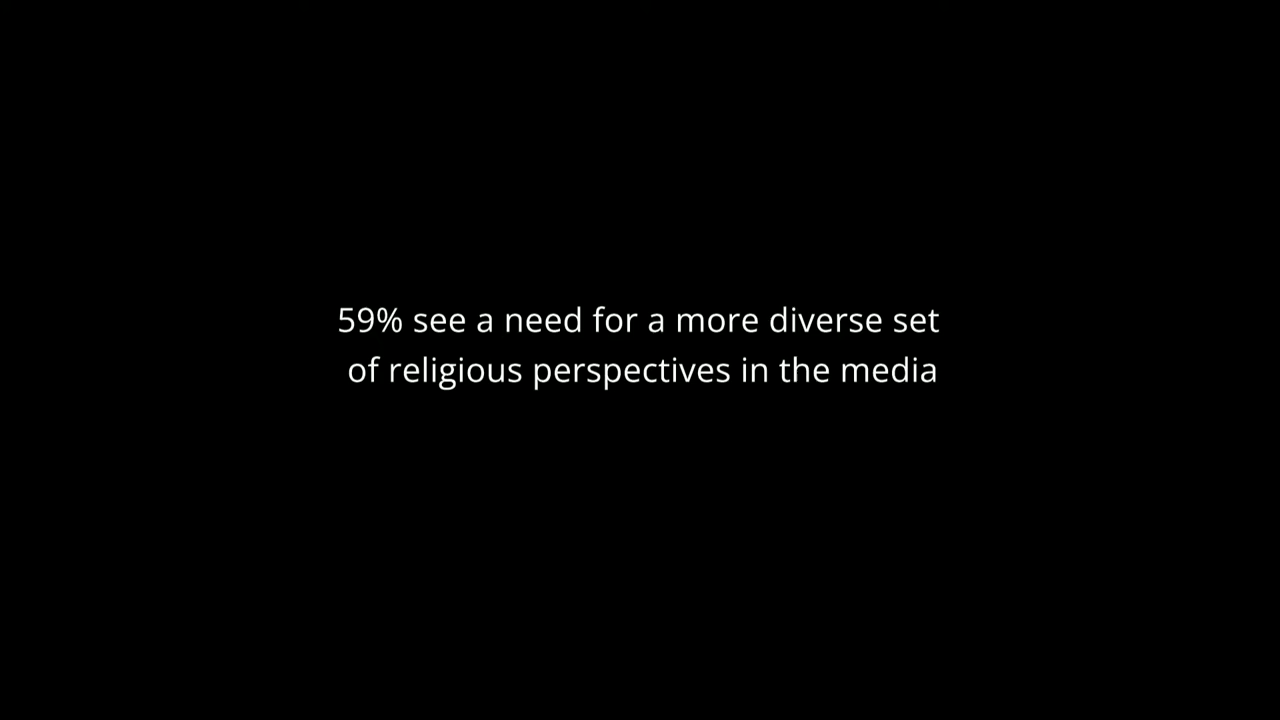 59% see a need for a more diverse set
of religious perspectives in the media